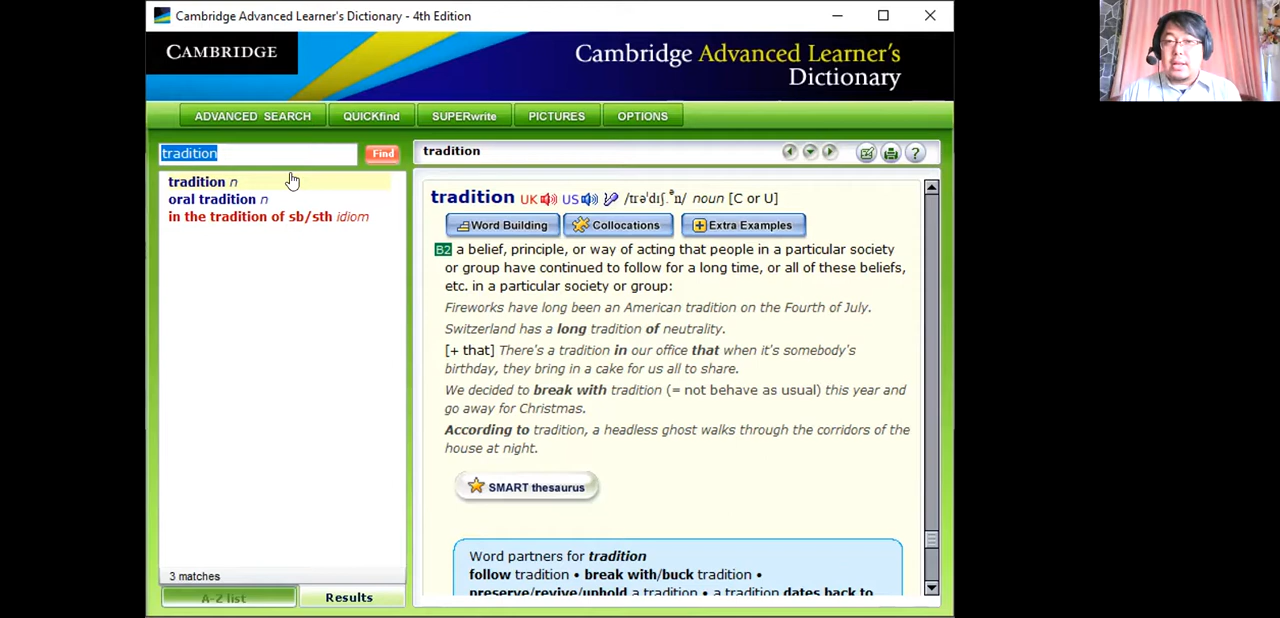 Cambridge Advanced Learner's Dictionary - 4th Edition
CAMBRIDGE
Cambridge Advanced Learner's
Dictionary
ADVANCED SEARCH
QUICKfind
SUPERwrite
PICTURES
OPTIONS
tradition
Find
tradition n
oral tradition n
in the tradition of sb/sth idiom
3 matches
A-Z list
Results
tradition
?
tradition UK US /trəˈdɪʃ.ᵊn/ noun [C or U]
Word Building
Collocations
Extra Examples
B2 a belief, principle, or way of acting that people in a particular society
or group have continued to follow for a long time, or all of these beliefs,
etc. in a particular society or group:
Fireworks have long been an American tradition on the Fourth of July.
Switzerland has a long tradition of neutrality.
[+ that] There's a tradition in our office that when it's somebody's
birthday, they bring in a cake for us all to share.
We decided to break with tradition (= not behave as usual) this year and
go away for Christmas.
According to tradition, a headless ghost walks through the corridors of the
house at night.
SMART thesaurus
Word partners for tradition
follow tradition • break with/buck tradition •
preserve/revive/uphold a tradition • a tradition dates back to